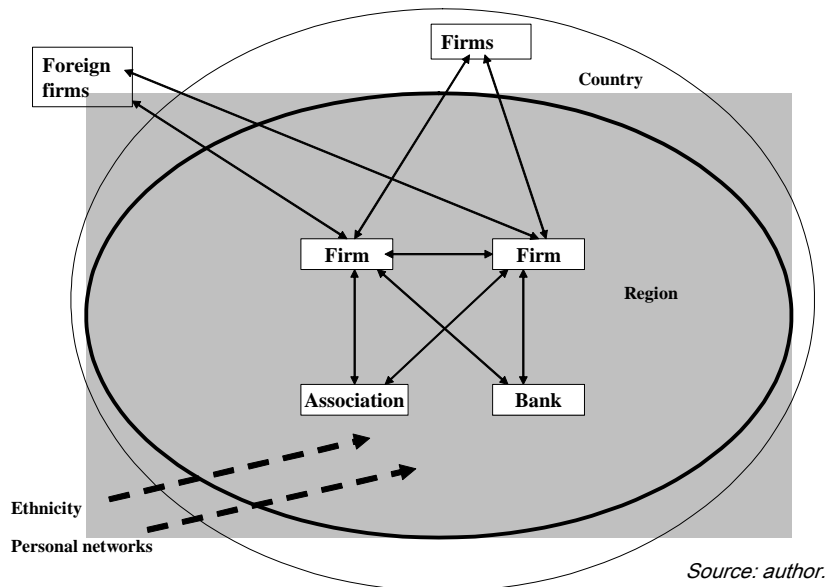 Firms
Foreign
firms
Country
Firm
Firm
Region
Association
Bank
Ethnicity
Personal networks
Source: author.